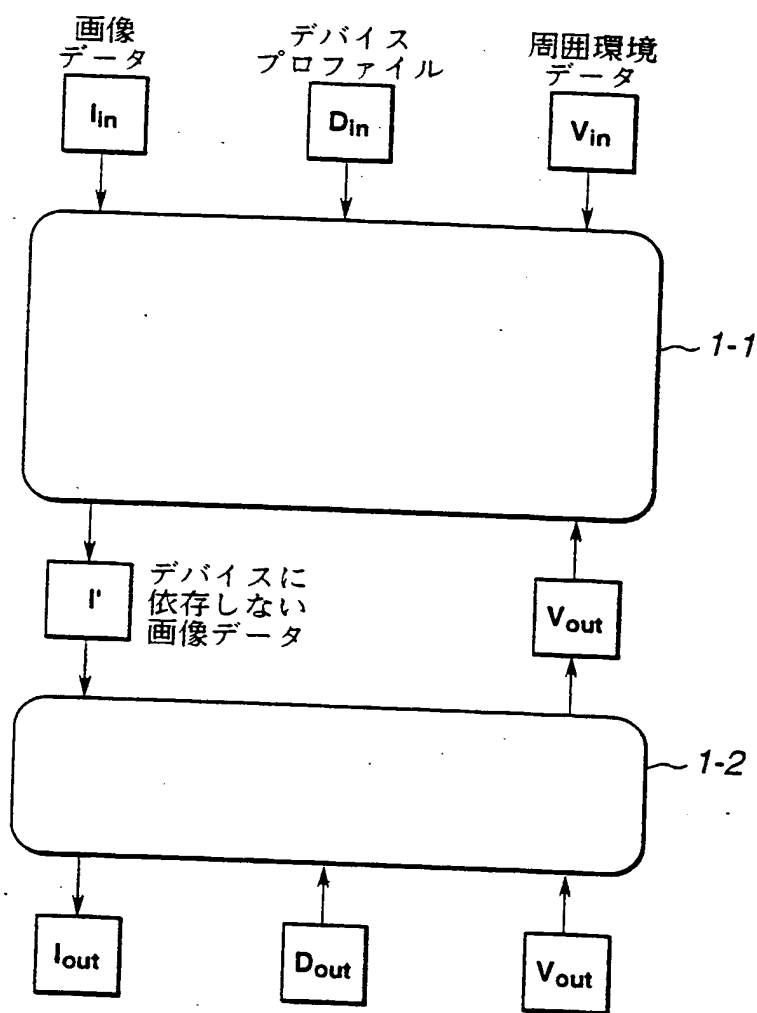 画像
データ
デバイス
プロファイル
周囲環境
データ
Iin
Din
Vin
1-1
I'
デバイスに
依存しない
画像データ
Vout
1-2
Iout
Dout
Vout